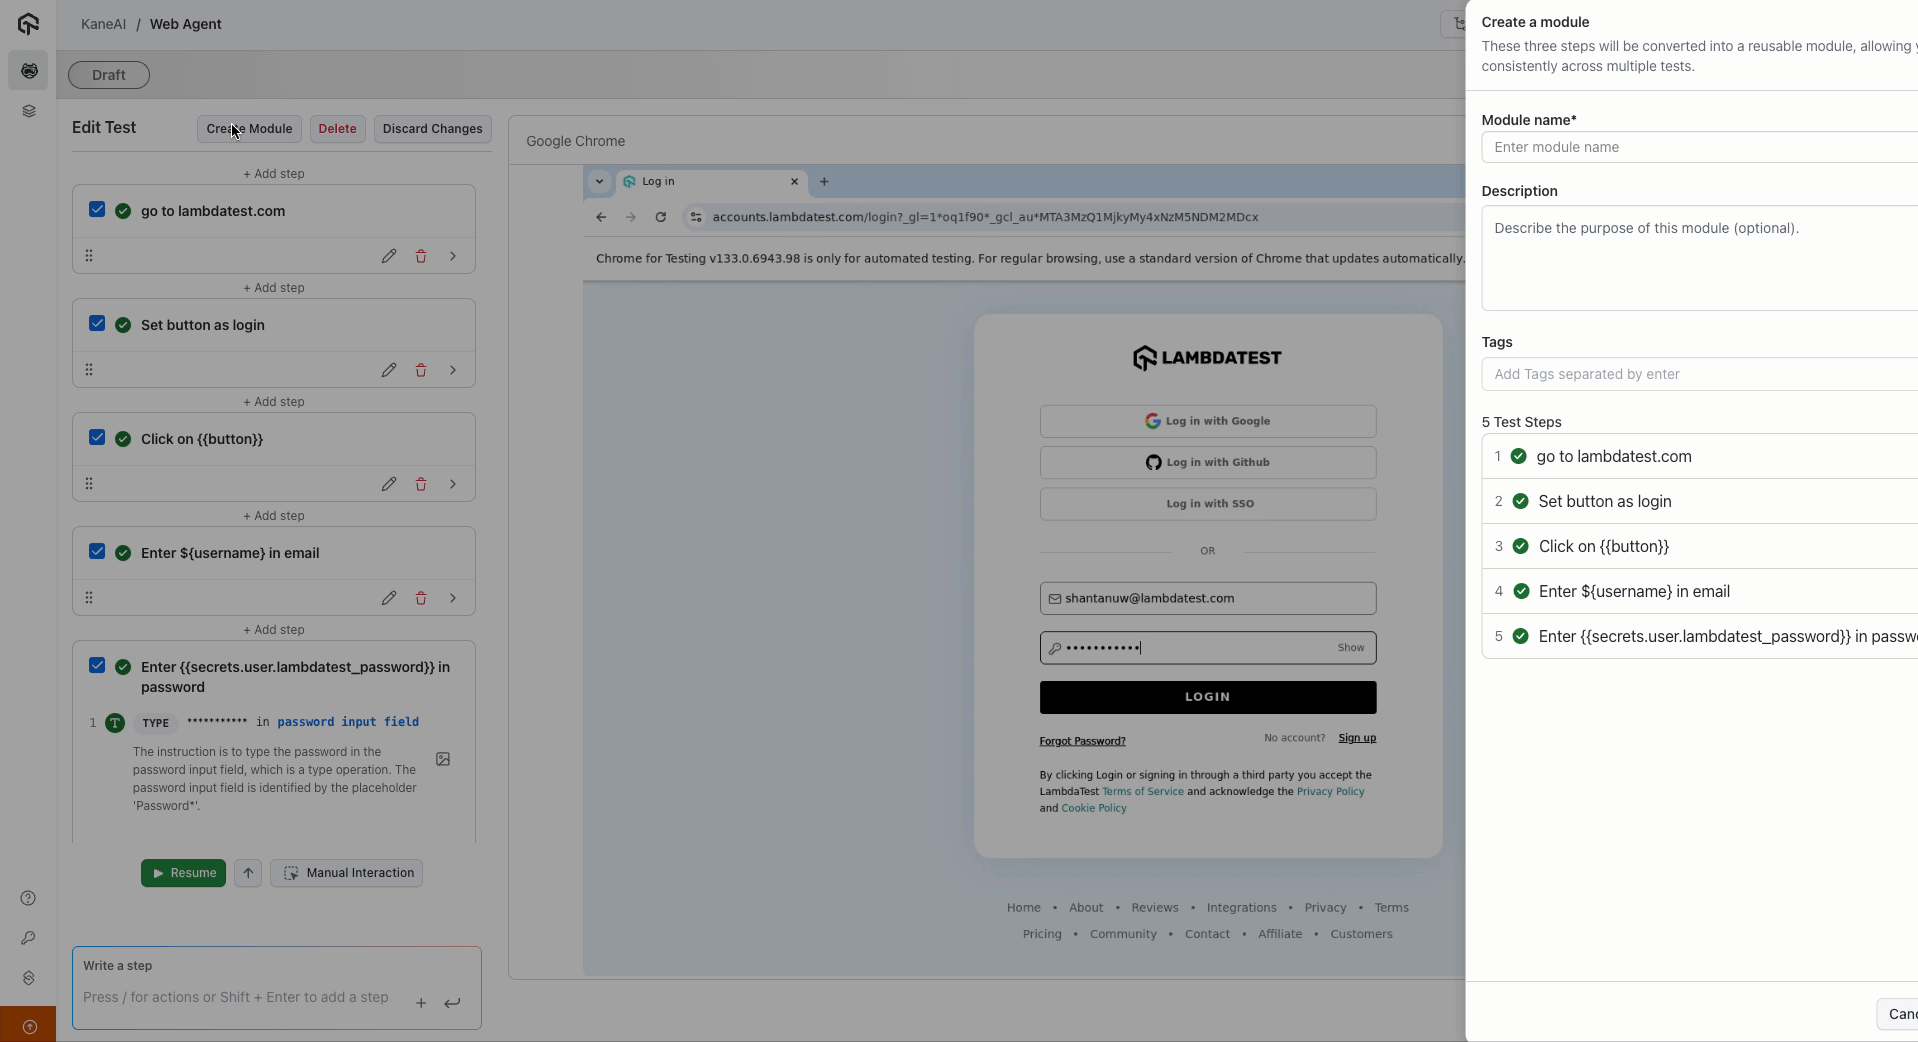 KaneAI / Web Agent
Draft
Edit Test
Create Module
Delete
Discard Changes
+ Add step
go to lambdatest.com
+ Add step
Set button as login
+ Add step
Click on {{button}}
+ Add step
Enter ${username} in email
+ Add step
Enter {{secrets.user.lambdatest_password}} in
password
1 T TYPE *********** in password input field
The instruction is to type the password in the
password input field, which is a type operation. The
password input field is identified by the placeholder
'Password*'.
Resume
Manual Interaction
Write a step
Press / for actions or Shift + Enter to add a step
Google Chrome
Log in
accounts.lambdatest.com/login?_gl=1*oq1f90*_gcl_au*MTA3MzQ1MjkyMy4xNzM5NDM2MDcx
Chrome for Testing v133.0.6943.98 is only for automated testing. For regular browsing, use a standard version of Chrome that updates automatically.
LAMBDATEST
Log in with Google
Log in with Github
Log in with SSO
OR
shantanuw@lambdatest.com
••••••••••• Show
LOGIN
Forgot Password?
No account? Sign up
By clicking Login or signing in through a third party you accept the
LambdaTest Terms of Service and acknowledge the Privacy Policy
and Cookie Policy
Home • About • Reviews • Integrations • Privacy • Terms
Pricing • Community • Contact • Affiliate • Customers
Create a module
These three steps will be converted into a reusable module, allowing
consistently across multiple tests.
Module name*
Enter module name
Description
Describe the purpose of this module (optional).
Tags
Add Tags separated by enter
5 Test Steps
1 go to lambdatest.com
2 Set button as login
3 Click on {{button}}
4 Enter ${username} in email
5 Enter {{secrets.user.lambdatest_password}} in passw
Canc